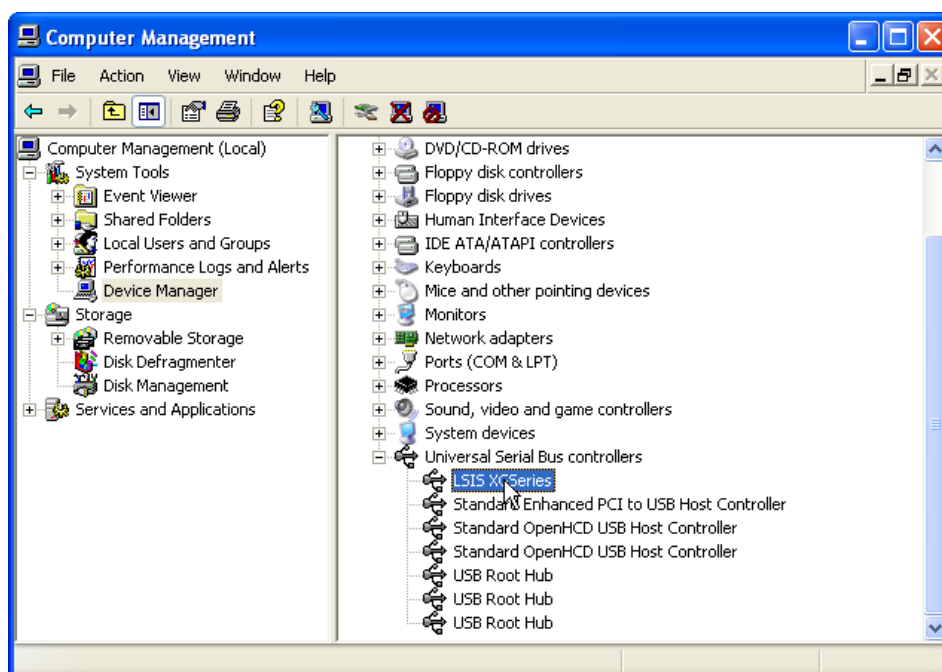 Computer Management
File Action View Window Help
Computer Management (Local)
System Tools
Event Viewer
Shared Folders
Local Users and Groups
Performance Logs and Alerts
Device Manager
Storage
Removable Storage
Disk Defragmenter
Disk Management
Services and Applications
DVD/CD-ROM drives
Floppy disk controllers
Floppy disk drives
Human Interface Devices
IDE ATA/ATAPI controllers
Keyboards
Mice and other pointing devices
Monitors
Network adapters
Ports (COM & LPT)
Processors
Sound, video and game controllers
System devices
Universal Serial Bus controllers
LSIS XGSeries
Standard Enhanced PCI to USB Host Controller
Standard OpenHCD USB Host Controller
Standard OpenHCD USB Host Controller
USB Root Hub
USB Root Hub
USB Root Hub